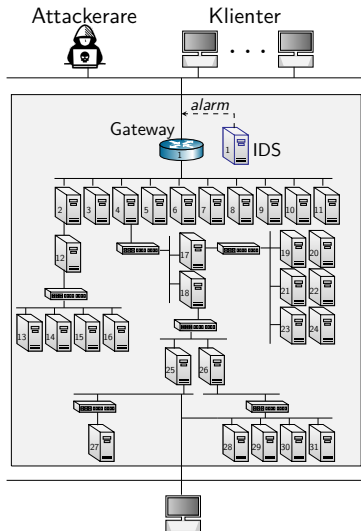 Attackerare Klienter
. . .
alarm
Gateway
1 1 IDS
2 3 4 5 6 7 8 9 10 11
12 17 19 20
18 21 22
13 14 15 16 23 24
25 26
27 28 29 30 31